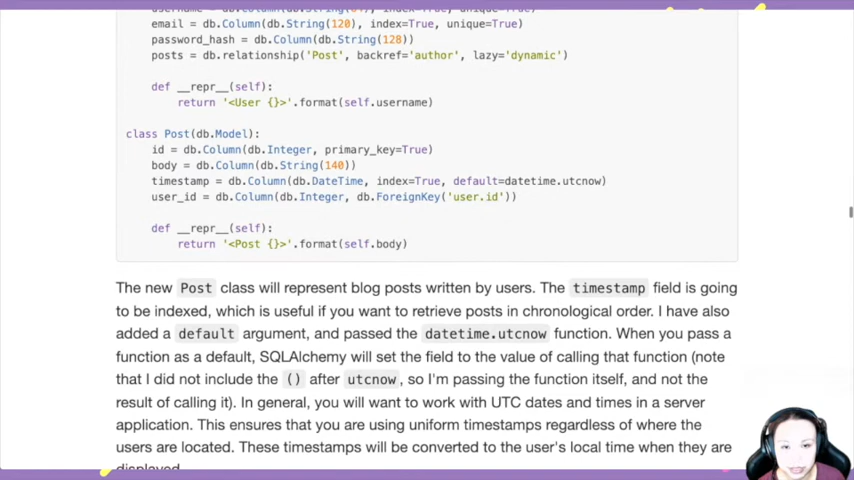 email = db.Column(db.String(120), index=True, unique=True)
password_hash = db.Column(db.String(128))
posts = db.relationship('Post', backref='author', lazy='dynamic')
def __repr__(self):
return '<User {}>'.format(self.username)
class Post(db.Model):
id = db.Column(db.Integer, primary_key=True)
body = db.Column(db.String(140))
timestamp = db.Column(db.DateTime, index=True, default=datetime.utcnow)
user_id = db.Column(db.Integer, db.ForeignKey('user.id'))
def __repr__(self):
return '<Post {}>'.format(self.body)
The new Post class will represent blog posts written by users. The timestamp field is going
to be indexed, which is useful if you want to retrieve posts in chronological order. I have also
added a default argument, and passed the datetime.utcnow function. When you pass a
function as a default, SQLAlchemy will set the field to the value of calling that function (note
that I did not include the () after utcnow, so I'm passing the function itself, and not the
result of calling it). In general, you will want to work with UTC dates and times in a server
application. This ensures that you are using uniform timestamps regardless of where the
users are located. These timestamps will be converted to the user's local time when they are
displayed.